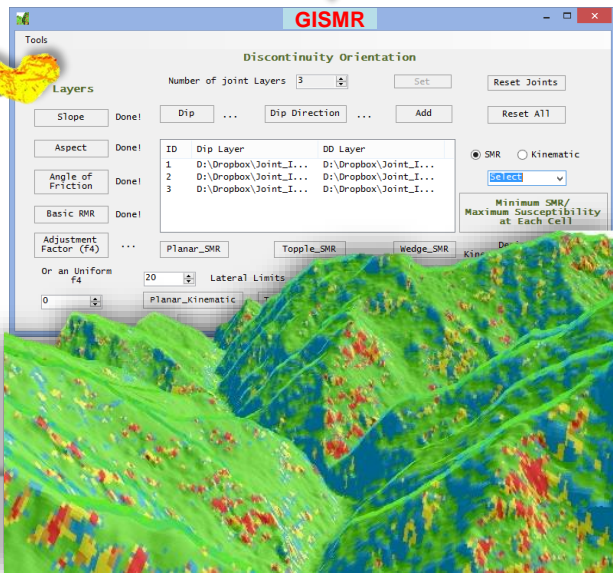 GISMR
Tools
Discontinuity Orientation
Layers
Number of joint Layers 3 Set Reset Joints
Slope Done! Dip ... Dip Direction ... Add Reset All
Aspect Done!
ID Dip Layer DD Layer
1 D:\Dropbox\Joint_I... D:\Dropbox\Joint_I...
2 D:\Dropbox\Joint_I... D:\Dropbox\Joint_I...
3 D:\Dropbox\Joint_I... D:\Dropbox\Joint_I...
SMR Kinematic
Angle of
Friction Done!
Select
Basic RMR Done!
Minimum SMR/
Maximum Susceptibility
at Each Cell
Adjustment
Factor (f4) ...
Planar_SMR Topple_SMR Wedge_SMR
Or an Uniform
f4
20 Lateral Limits
0 Planar_Kinematic